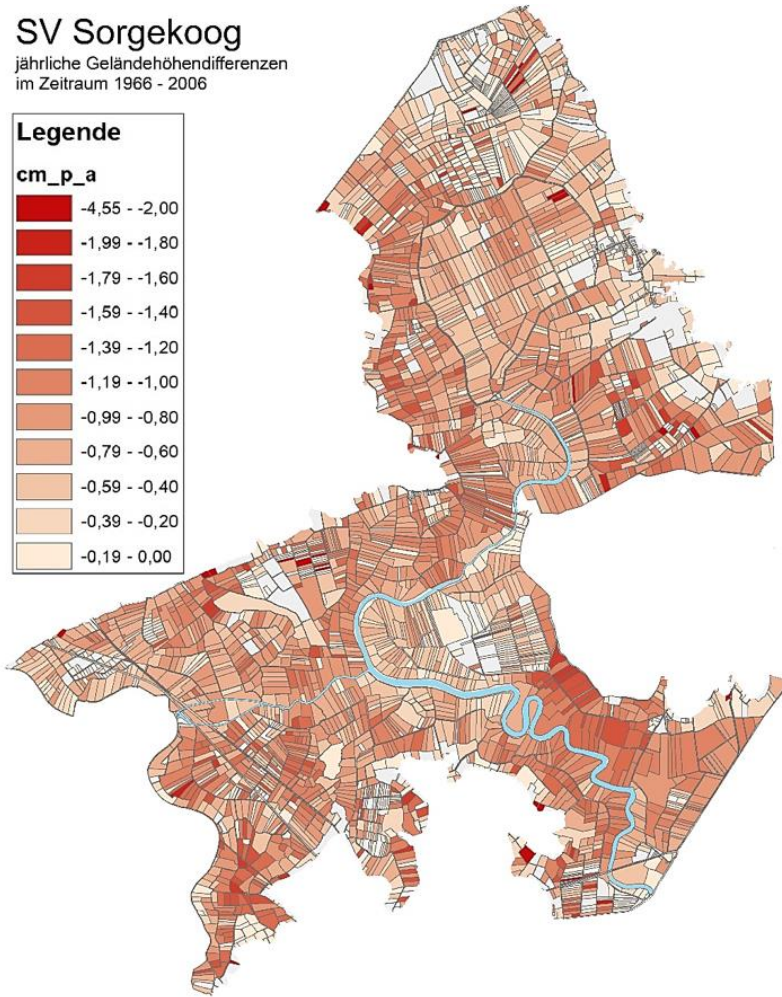 SV Sorgekoog
jährliche Geländehöhendifferenzen
im Zeitraum 1966 - 2006
Legende
cm_p_a
-4,55 - -2,00
-1,99 - -1,80
-1,79 - -1,60
-1,59 - -1,40
-1,39 - -1,20
-1,19 - -1,00
-0,99 - -0,80
-0,79 - -0,60
-0,59 - -0,40
-0,39 - -0,20
-0,19 - 0,00